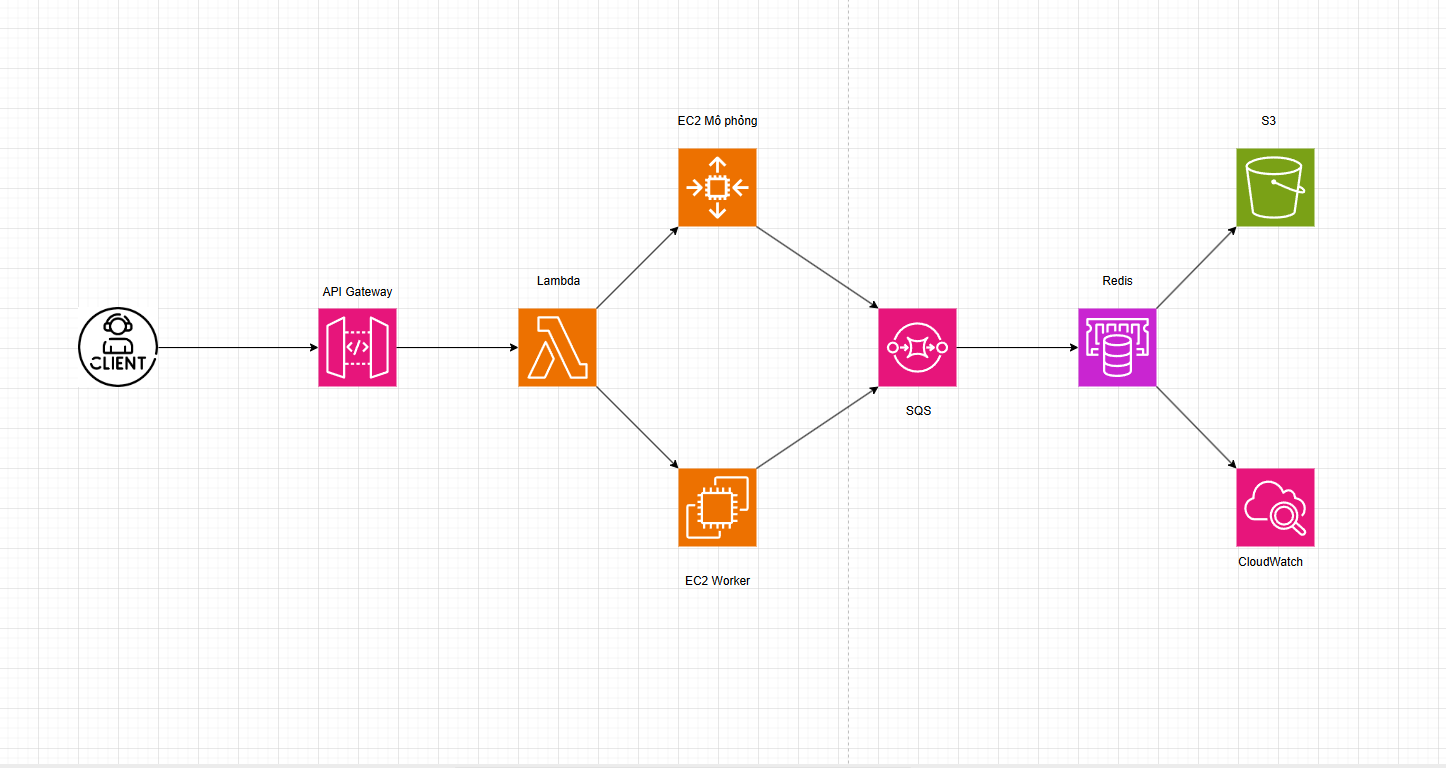 EC2 Mô phỏng
S3
Lambda
Redis
API Gateway
</>
CLIENT
SQS
CloudWatch
EC2 Worker